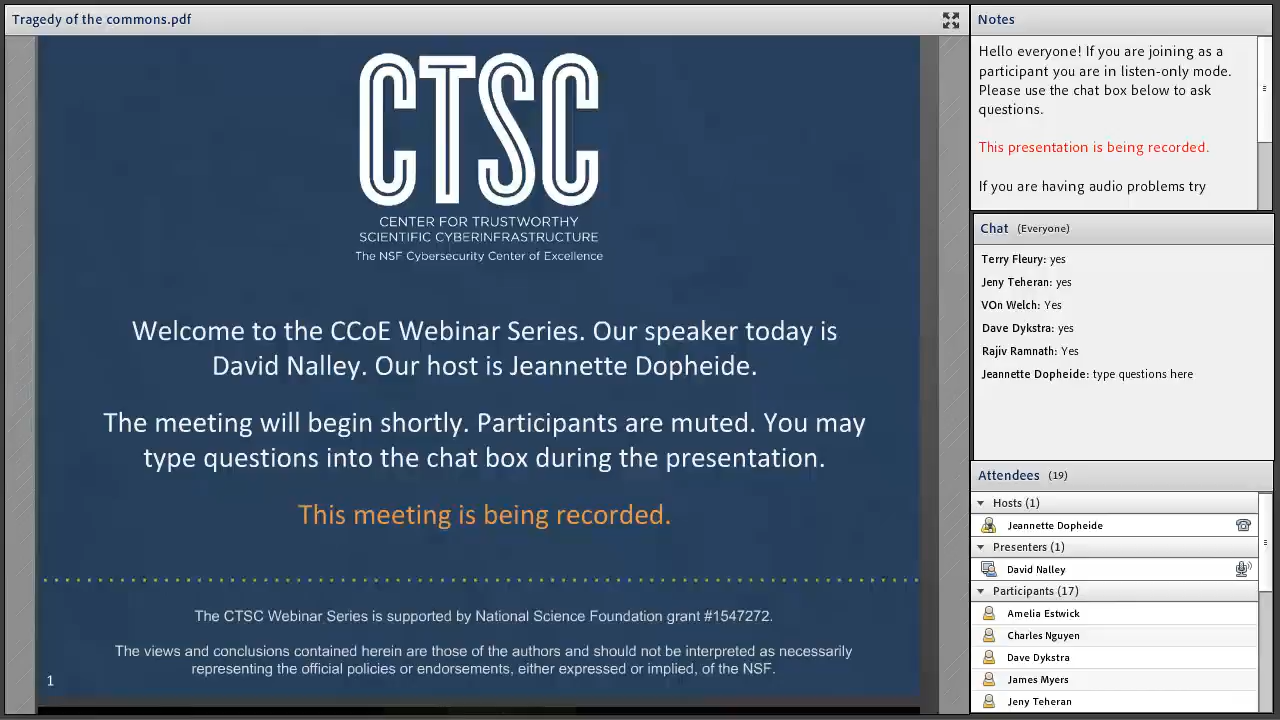 Tragedy of the commons.pdf
CTSC
CENTER FOR TRUSTWORTHY
SCIENTIFIC CYBERINFRASTRUCTURE
The NSF Cybersecurity Center of Excellence
Welcome to the CCoE Webinar Series. Our speaker today is
David Nalley. Our host is Jeannette Dopheide.
The meeting will begin shortly. Participants are muted. You may
type questions into the chat box during the presentation.
This meeting is being recorded.
The CTSC Webinar Series is supported by National Science Foundation grant #1547272.
The views and conclusions contained herein are those of the authors and should not be interpreted as necessarily
representing the official policies or endorsements, either expressed or implied, of the NSF.
1
Notes
Hello everyone! If you are joining as a
participant you are in listen-only mode.
Please use the chat box below to ask
questions.
This presentation is being recorded.
If you are having audio problems try
Chat (Everyone)
Terry Fleury: yes
Jeny Teheran: yes
VOn Welch: Yes
Dave Dykstra: yes
Rajiv Ramnath: Yes
Jeannette Dopheide: type questions here
Attendees (19)
Hosts (1)
Jeannette Dopheide
Presenters (1)
David Nalley
Participants (17)
Amelia Estwick
Charles Nguyen
Dave Dykstra
James Myers
Jeny Teheran